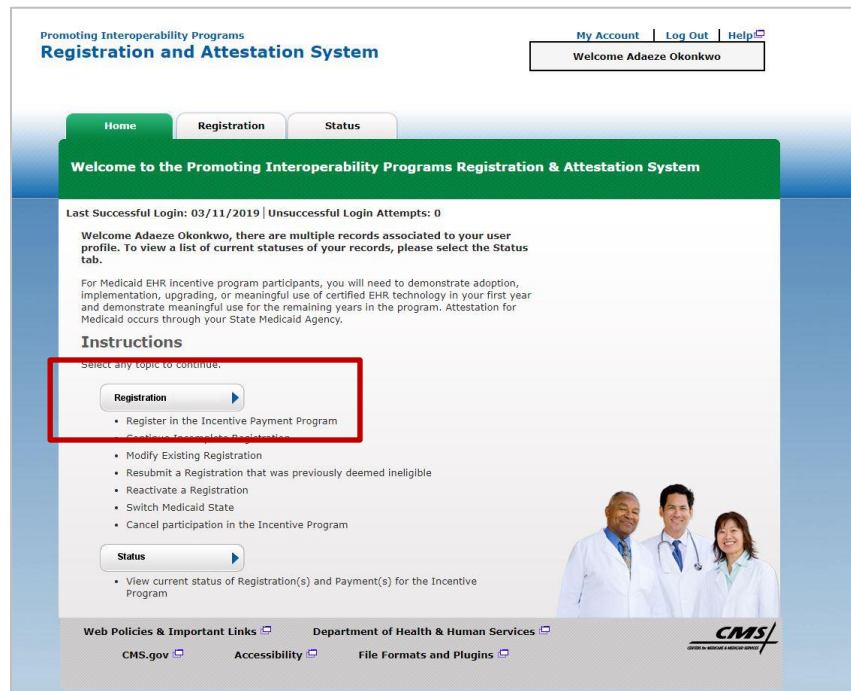 Promoting Interoperability Programs
Registration and Attestation System
My Account | Log Out | Help
Welcome Adaeze Okonkwo
Home Registration Status
Welcome to the Promoting Interoperability Programs Registration & Attestation System
Last Successful Login: 03/11/2019 | Unsuccessful Login Attempts: 0
Welcome Adaeze Okonkwo, there are multiple records associated to your user
profile. To view a list of current statuses of your records, please select the Status
tab.
For Medicaid EHR incentive program participants, you will need to demonstrate adoption,
implementation, upgrading, or meaningful use of certified EHR technology in your first year
and demonstrate meaningful use for the remaining years in the program. Attestation for
Medicaid occurs through your State Medicaid Agency.
Instructions
Select any topic to continue.
Registration
• Register in the Incentive Payment Program
• Continue Incomplete Registration
• Modify Existing Registration
• Resubmit a Registration that was previously deemed ineligible
• Reactivate a Registration
• Switch Medicaid State
• Cancel participation in the Incentive Program
Status
• View current status of Registration(s) and Payment(s) for the Incentive
Program
Web Policies & Important Links Department of Health & Human Services
CMS.gov Accessibility File Formats and Plugins
CMS
CENTERS for MEDICARE & MEDICAID SERVICES